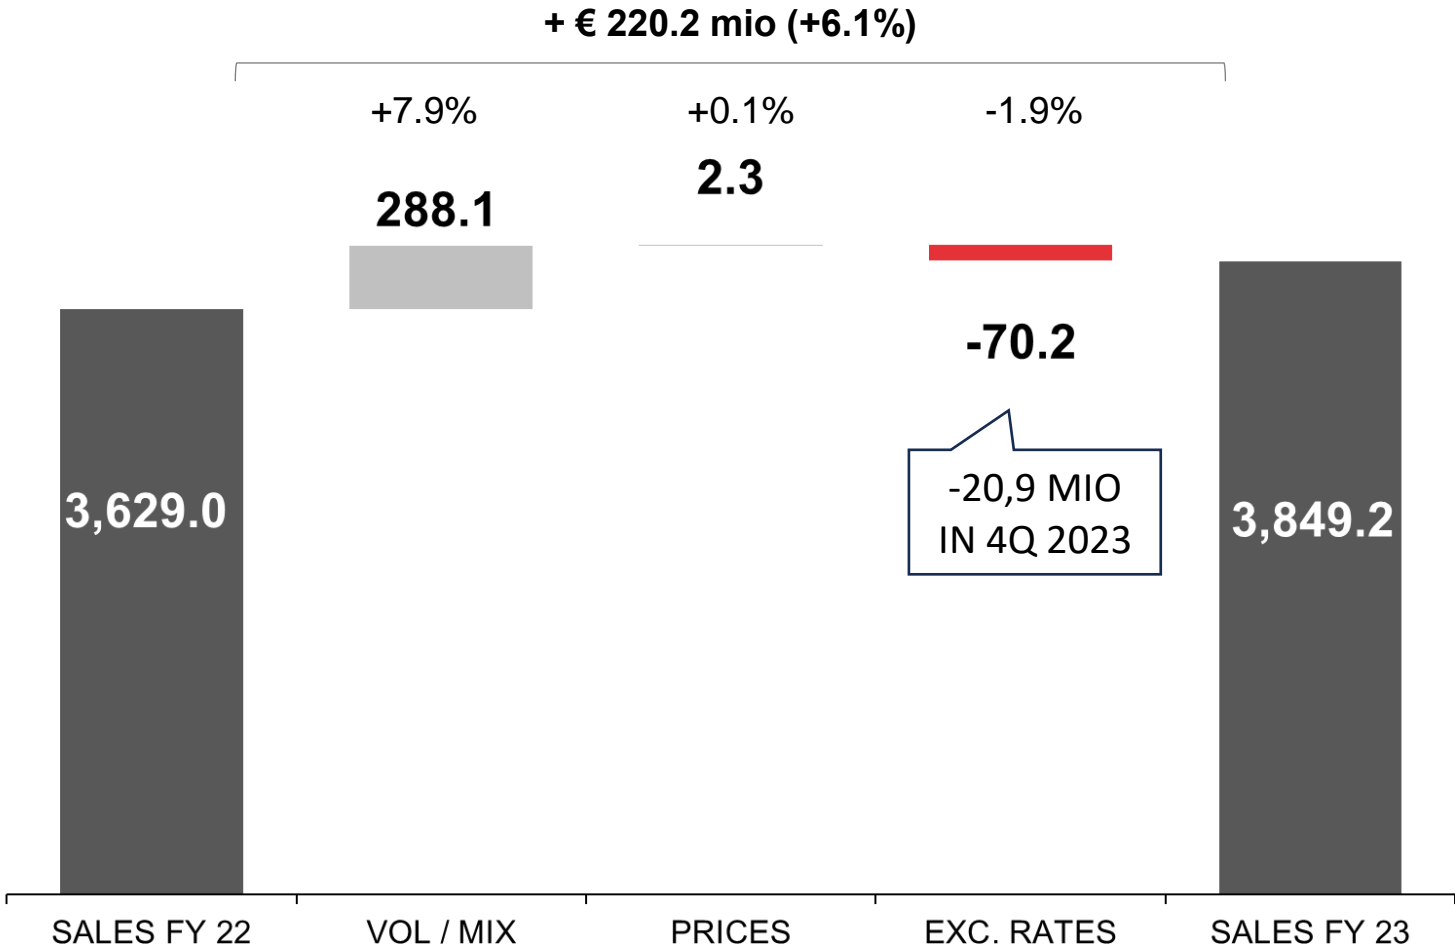 + € 220.2 mio (+6.1%)
+7.9%
+0.1%
-1.9%
288.1
2.3
-70.2
-20,9 MIO
IN 4Q 2023
3,629.0
3,849.2
SALES FY 22
VOL / MIX
PRICES
EXC. RATES
SALES FY 23